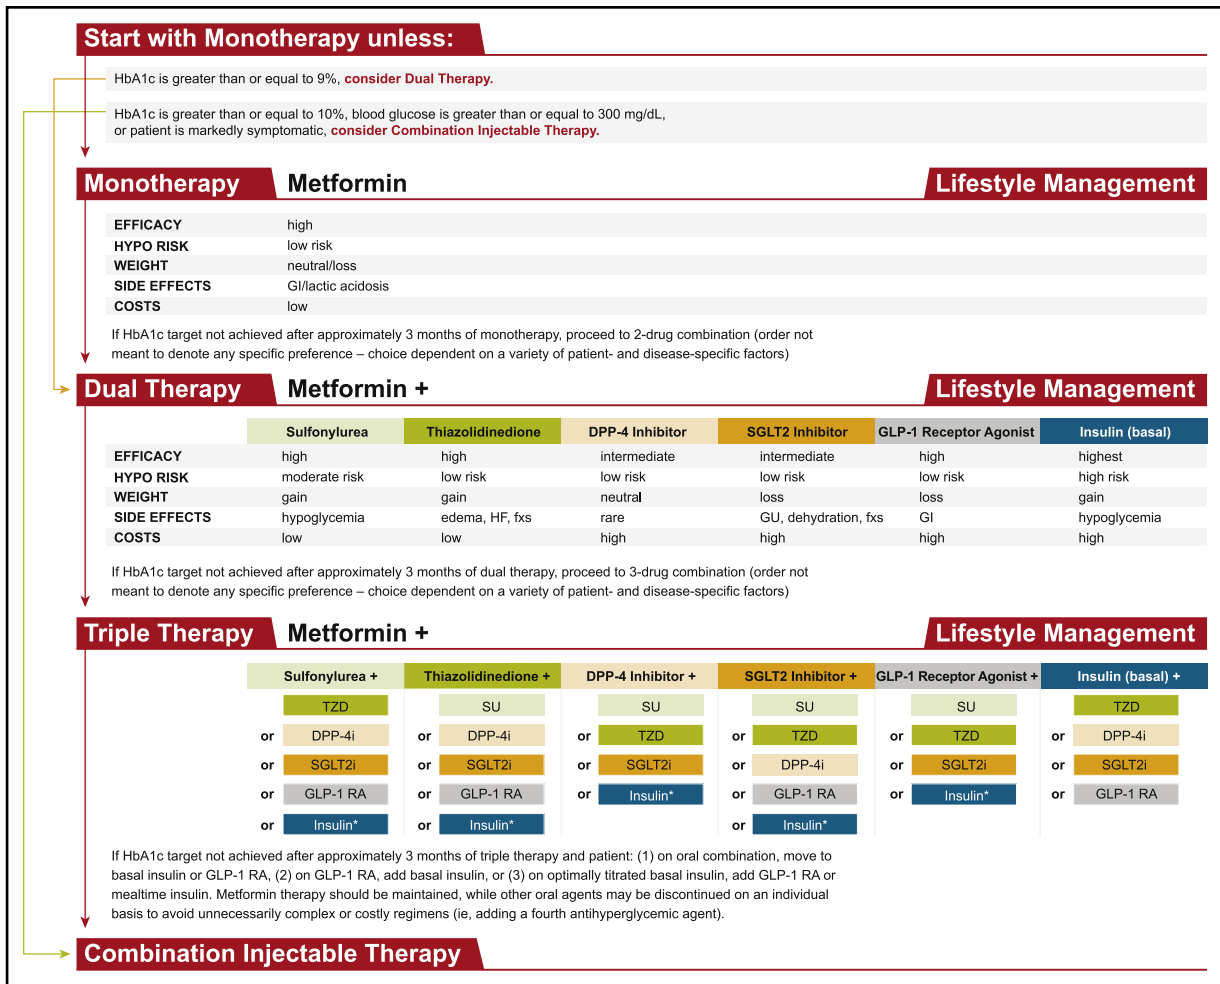 Start with Monotherapy unless:
HbA1c is greater than or equal to 9%, consider Dual Therapy.
HbA1c is greater than or equal to 10%, blood glucose is greater than or equal to 300 mg/dL,
or patient is markedly symptomatic, consider Combination Injectable Therapy.
Monotherapy Metformin Lifestyle Management
EFFICACY high
HYPO RISK low risk
WEIGHT neutral/loss
SIDE EFFECTS GI/lactic acidosis
COSTS low
If HbA1c target not achieved after approximately 3 months of monotherapy, proceed to 2-drug combination (order not
meant to denote any specific preference – choice dependent on a variety of patient- and disease-specific factors)
Dual Therapy Metformin + Lifestyle Management
Sulfonylurea Thiazolidinedione DPP-4 Inhibitor SGLT2 Inhibitor GLP-1 Receptor Agonist Insulin (basal)
EFFICACY high high intermediate intermediate high highest
HYPO RISK moderate risk low risk low risk low risk low risk high risk
WEIGHT gain gain neutral loss loss gain
SIDE EFFECTS hypoglycemia edema, HF, fxs rare GU, dehydration, fxs GI hypoglycemia
COSTS low low high high high high
If HbA1c target not achieved after approximately 3 months of dual therapy, proceed to 3-drug combination (order not
meant to denote any specific preference – choice dependent on a variety of patient- and disease-specific factors)
Triple Therapy Metformin + Lifestyle Management
Sulfonylurea + Thiazolidinedione + DPP-4 Inhibitor + SGLT2 Inhibitor + GLP-1 Receptor Agonist + Insulin (basal) +
TZD SU SU SU SU TZD
or DPP-4i or DPP-4i or TZD or TZD or TZD or DPP-4i
or SGLT2i or SGLT2i or SGLT2i or DPP-4i or SGLT2i or SGLT2i
or GLP-1 RA or GLP-1 RA or Insulin* or GLP-1 RA or Insulin* or GLP-1 RA
or Insulin* or Insulin* or Insulin*
If HbA1c target not achieved after approximately 3 months of triple therapy and patient: (1) on oral combination, move to
basal insulin or GLP-1 RA, (2) on GLP-1 RA, add basal insulin, or (3) on optimally titrated basal insulin, add GLP-1 RA or
mealtime insulin. Metformin therapy should be maintained, while other oral agents may be discontinued on an individual
basis to avoid unnecessarily complex or costly regimens (ie, adding a fourth antihyperglycemic agent).
Combination Injectable Therapy